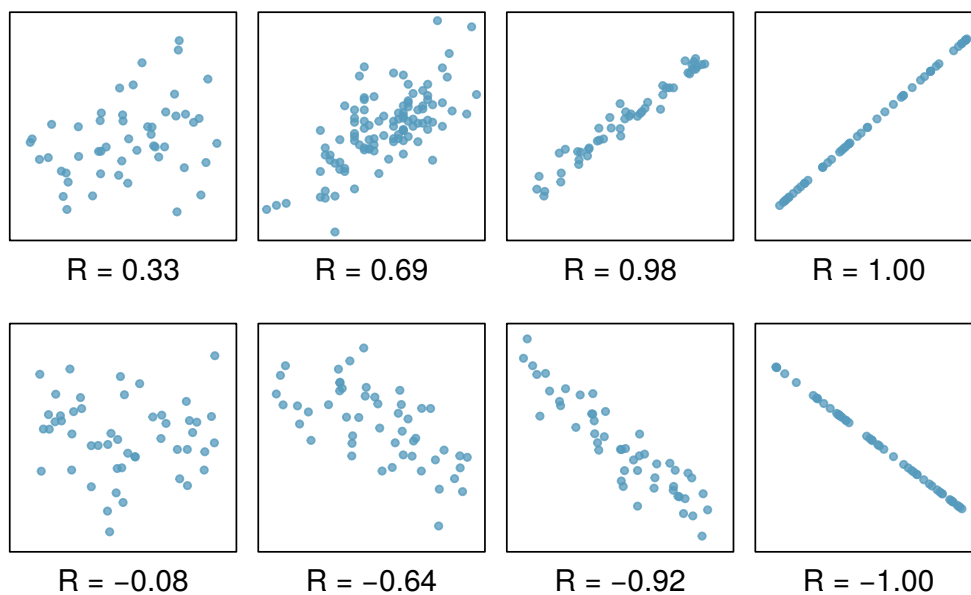 R = 0.33
R = 0.69
R = 0.98
R = 1.00
R = −0.08
R = −0.64
R = −0.92
R = −1.00